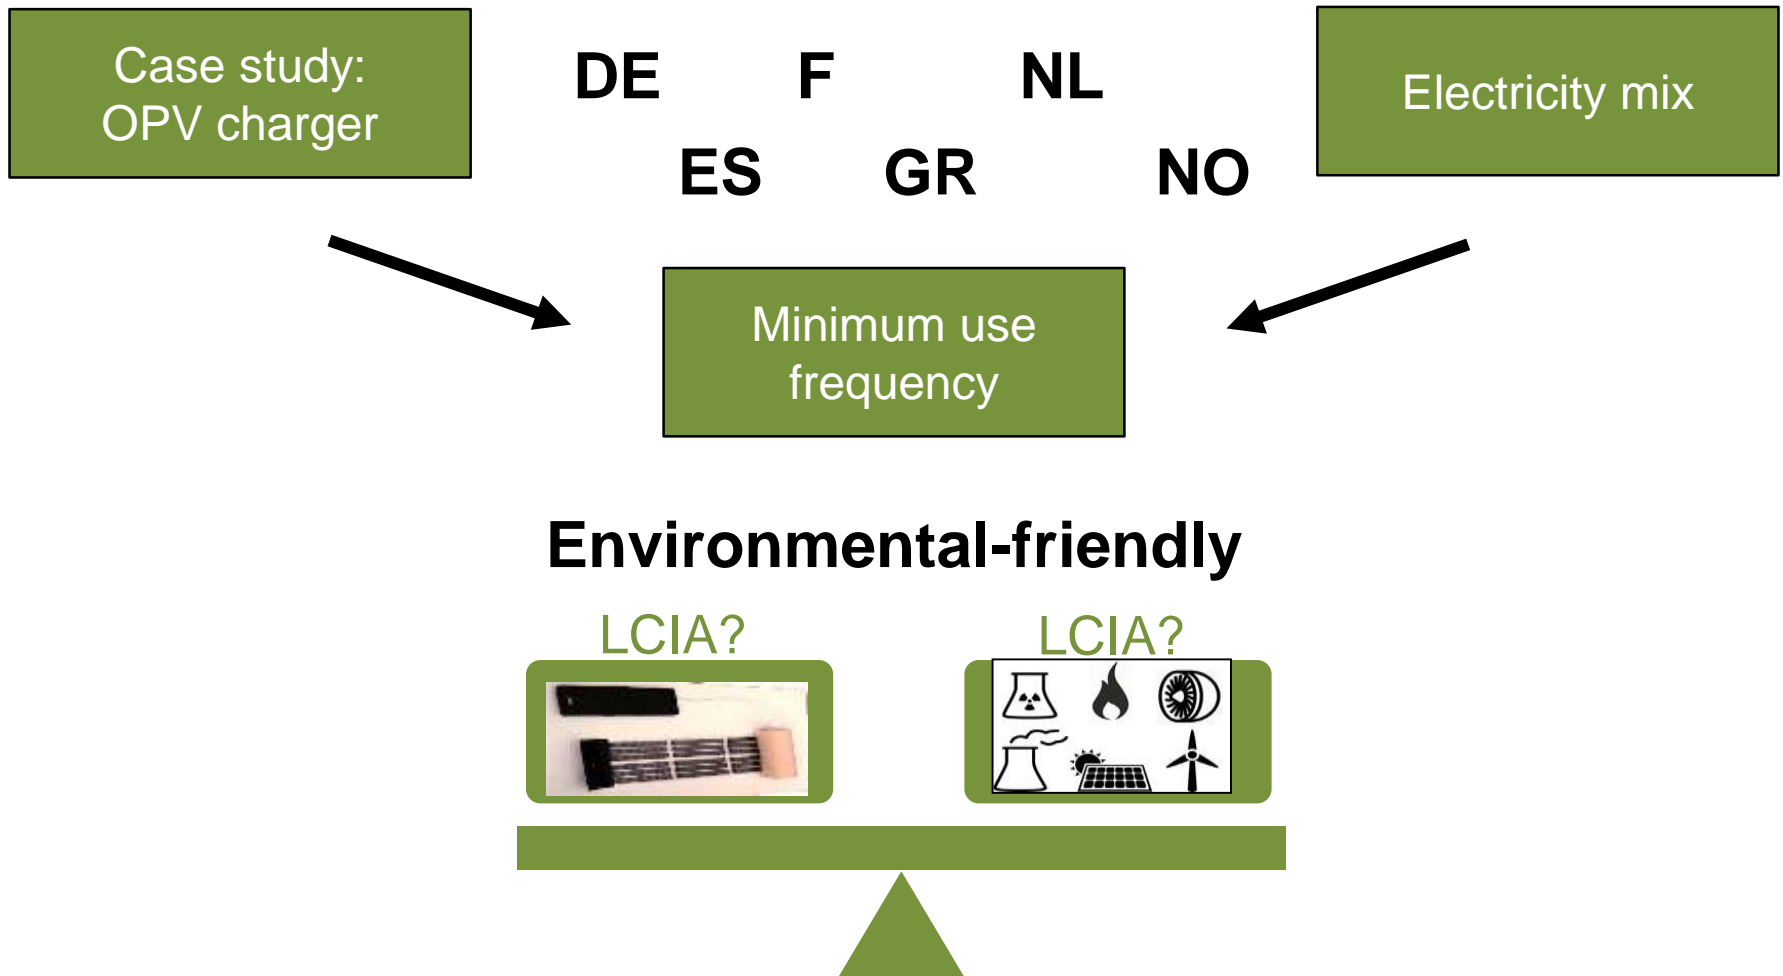 Case study:
OPV charger
DE F NL
ES GR NO
Electricity mix
Minimum use
frequency
Environmental-friendly
LCIA? LCIA?